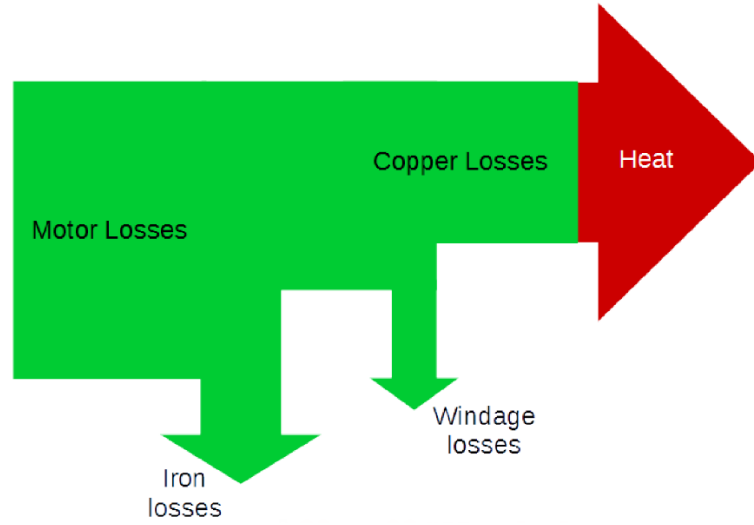 Copper Losses
Heat
Motor Losses
Windage
losses
Iron
losses